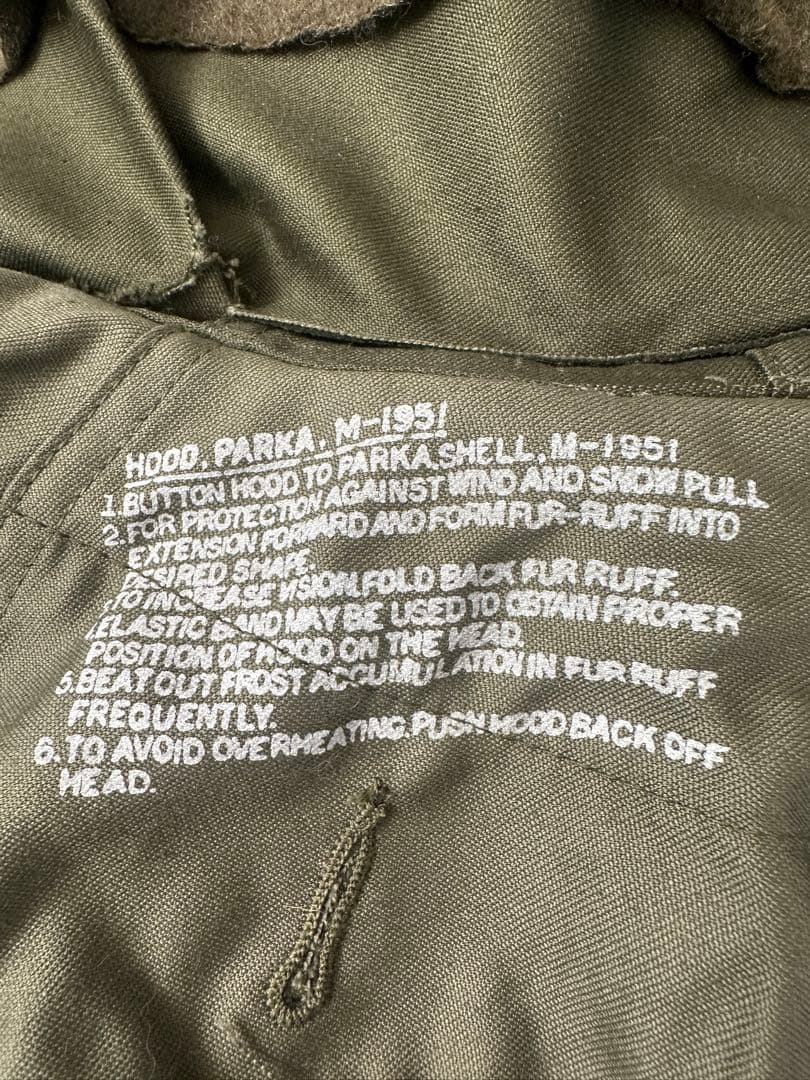 HOOD, PARKA, M-1951
1. BUTTON HOOD TO PARKA, SHELL, M-1951
2. FOR PROTECTION AGAINST WIND AND SNOW PULL
EXTENSION FORWARD AND FORM FUR-RUFF INTO
DESIRED SHAPE.
. TO INCREASE VISION, FOLD BACK FUR RUFF.
. ELASTIC BAND MAY BE USED TO OBTAIN PROPER
POSITION OF HOOD ON THE HEAD.
5. BEAT OUT FROST ACCUMULATION IN FUR RUFF
FREQUENTLY.
6. TO AVOID OVERHEATING, PUSH HOOD BACK OFF
HEAD.